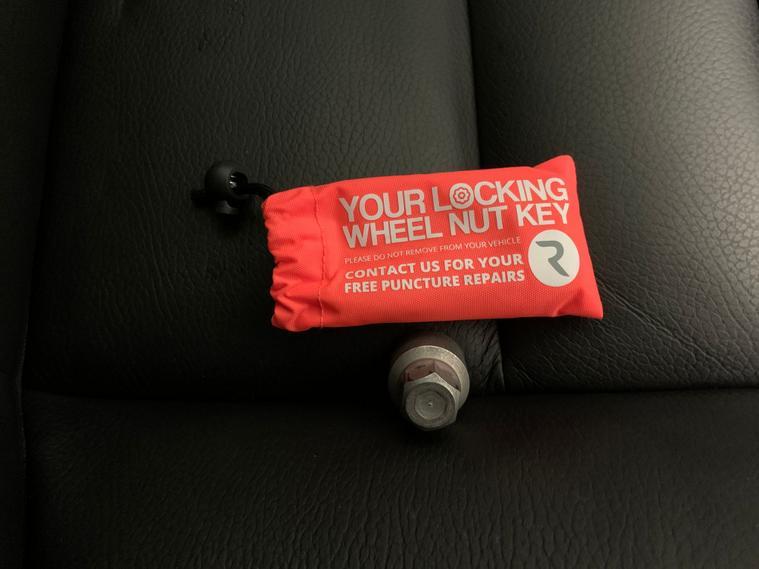 YOUR LOCKING
WHEEL NUT KEY
PLEASE DO NOT REMOVE FROM YOUR VEHICLE
CONTACT US FOR YOUR
FREE PUNCTURE REPAIRS
R